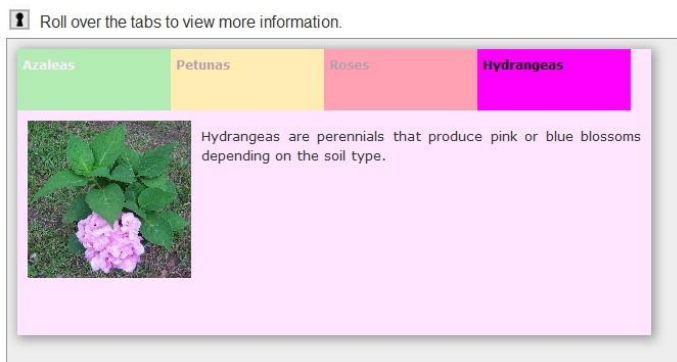 Roll over the tabs to view more information.
Azaleas Petunas Roses Hydrangeas
Hydrangeas are perennials that produce pink or blue blossoms
depending on the soil type.